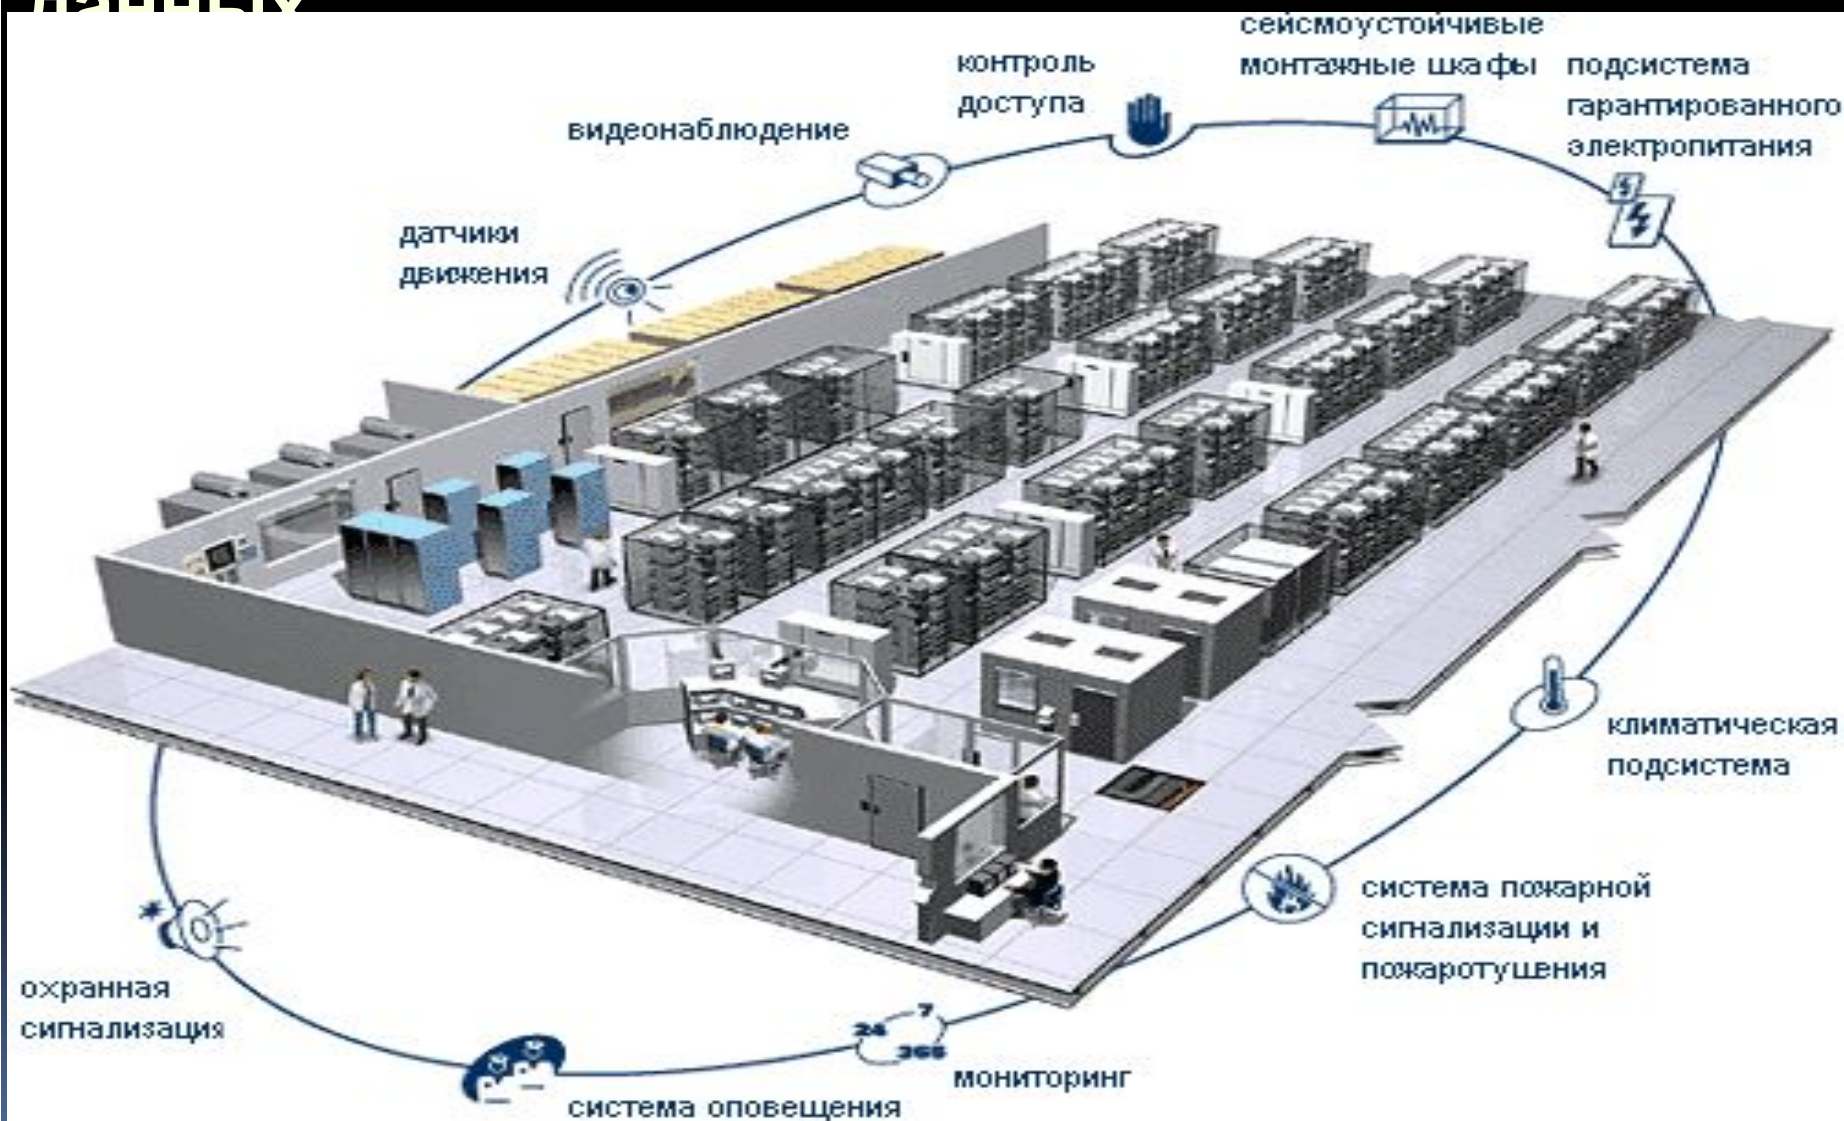 данных
сейсмоустойчивые
монтажные шкафы
контроль
доступа
подсистема
гарантированного
электропитания
видеонаблюдение
датчики
движения
климатическая
подсистема
система пожарной
сигнализации и
пожаротушения
охранная
сигнализация
7
24
365
мониторинг
система оповещения